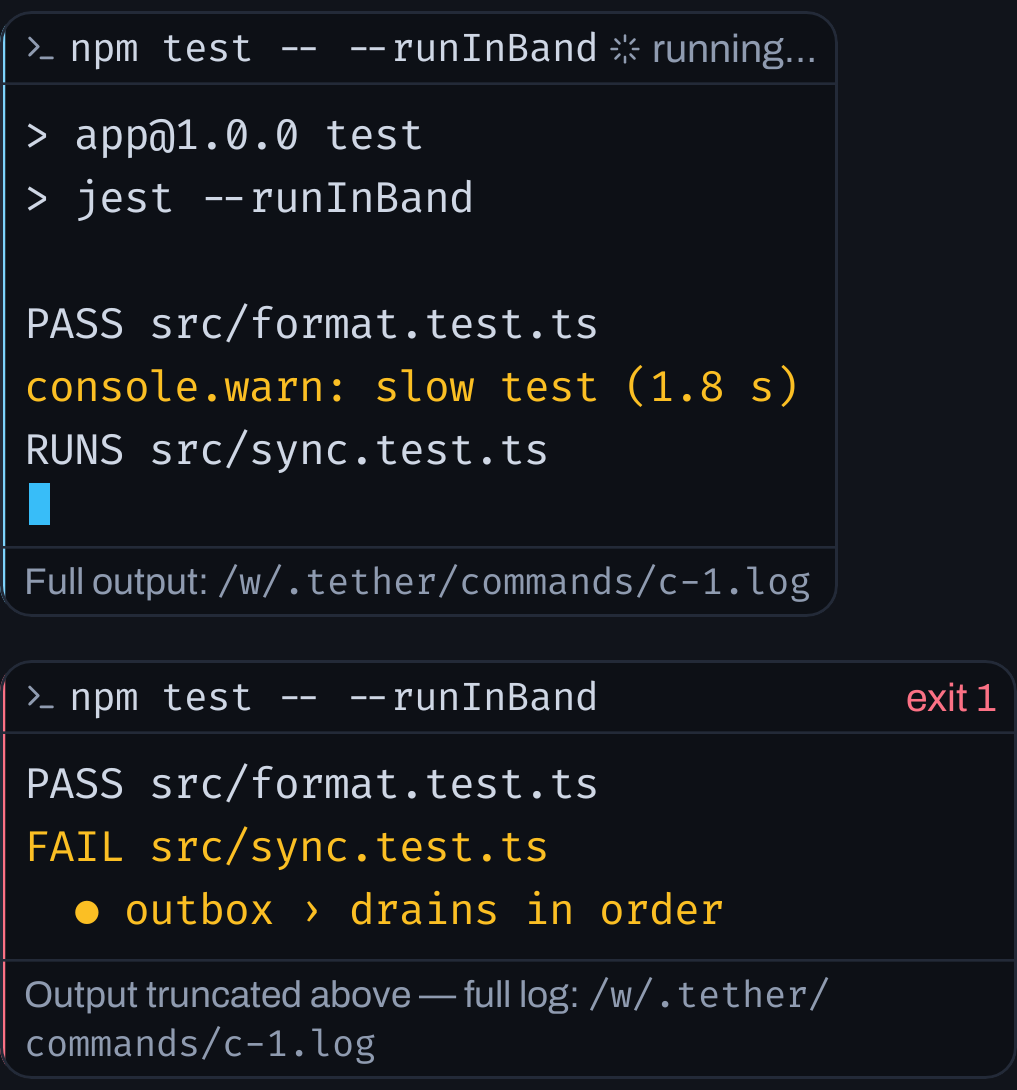 >_ npm test -- --runInBand running…
> app@1.0.0 test
> jest --runInBand
PASS src/format.test.ts
console.warn: slow test (1.8 s)
RUNS src/sync.test.ts
Full output: /w/.tether/commands/c-1.log
>_ npm test -- --runInBand exit 1
PASS src/format.test.ts
FAIL src/sync.test.ts
● outbox › drains in order
Output truncated above — full log: /w/.tether/
commands/c-1.log